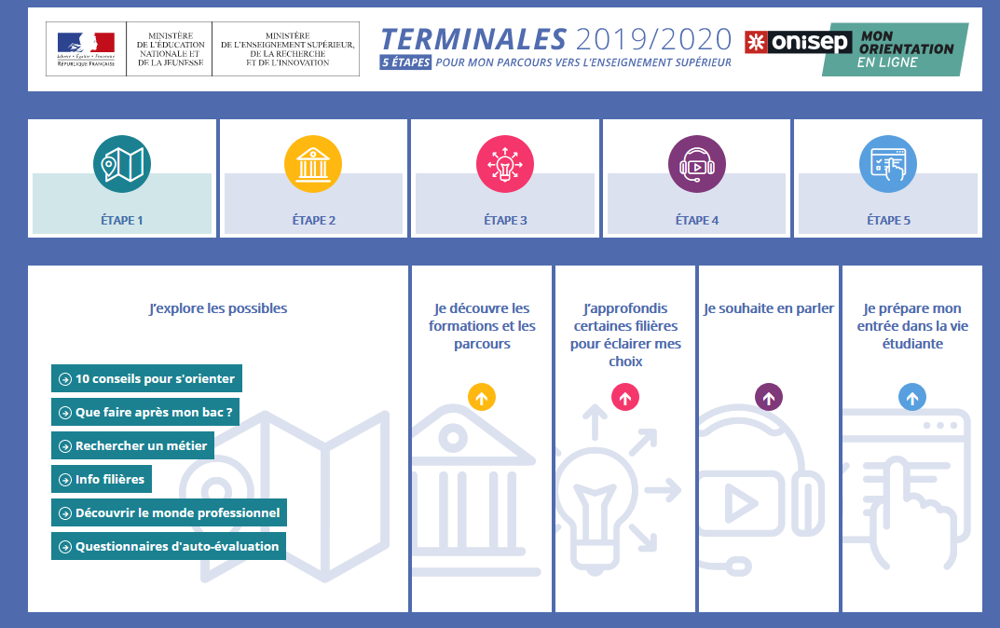 Liberté • Égalité • Fraternité
RÉPUBLIQUE FRANÇAISE
MINISTÈRE
DE L'ÉDUCATION
NATIONALE ET
DE LA JEUNESSE
MINISTÈRE
DE L'ENSEIGNEMENT SUPÉRIEUR,
DE LA RECHERCHE
ET DE L'INNOVATION
TERMINALES 2019/2020
5 ÉTAPES POUR MON PARCOURS VERS L'ENSEIGNEMENT SUPÉRIEUR
onisep
MON
ORIENTATION
EN LIGNE
ÉTAPE 1
ÉTAPE 2
ÉTAPE 3
ÉTAPE 4
ÉTAPE 5
J'explore les possibles
10 conseils pour s'orienter
Que faire après mon bac ?
Rechercher un métier
Info filières
Découvrir le monde professionnel
Questionnaires d'auto-évaluation
Je découvre les
formations et les
parcours
J'approfondis
certaines filières
pour éclairer mes
choix
Je souhaite en parler
Je prépare mon
entrée dans la vie
étudiante